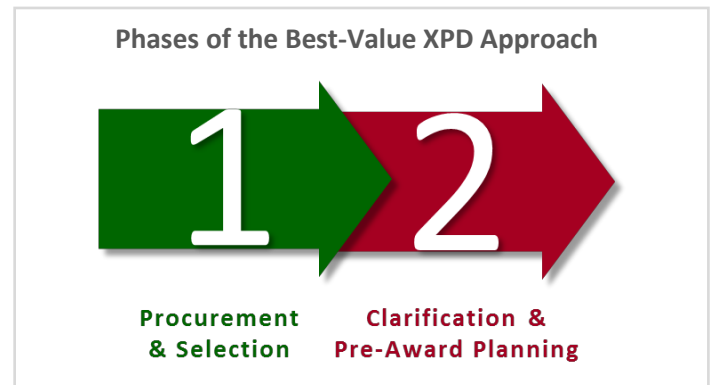 Phases of the Best-Value XPD Approach
1 2
Procurement
& Selection
Clarification &
Pre-Award Planning